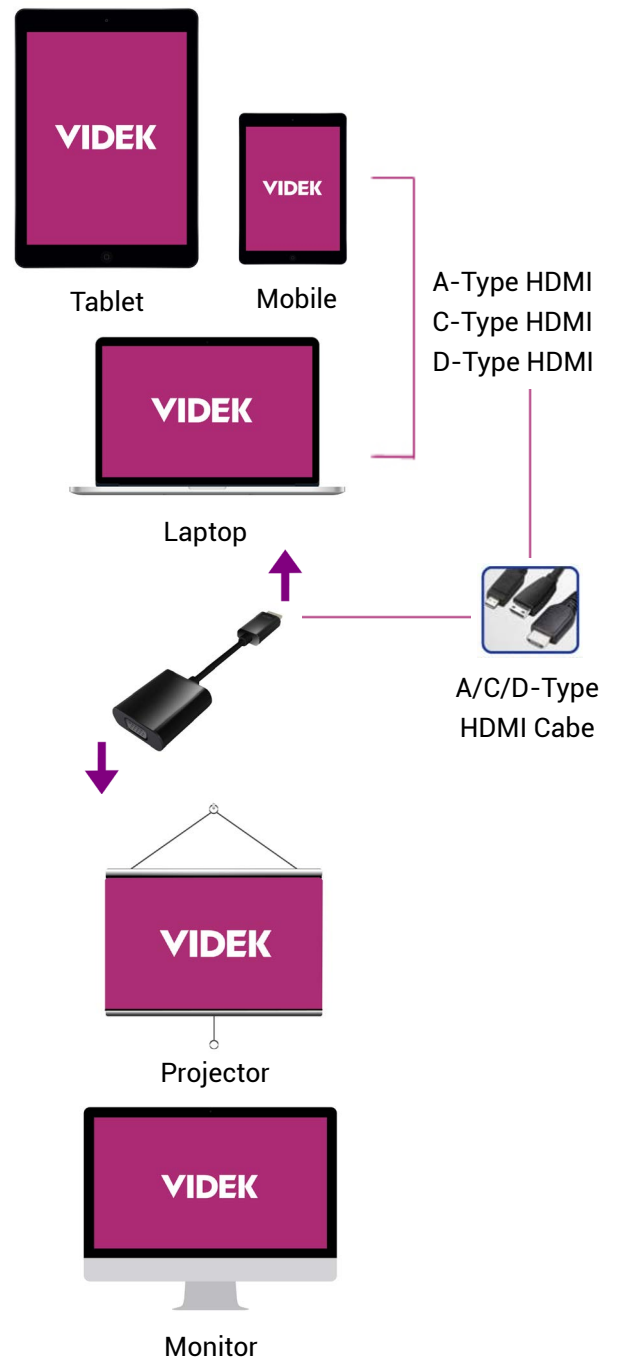 VIDEK
VIDEK
Tablet
Mobile
A-Type HDMI
C-Type HDMI
D-Type HDMI
VIDEK
Laptop
A/C/D-Type
HDMI Cabe
VIDEK
Projector
VIDEK
Monitor